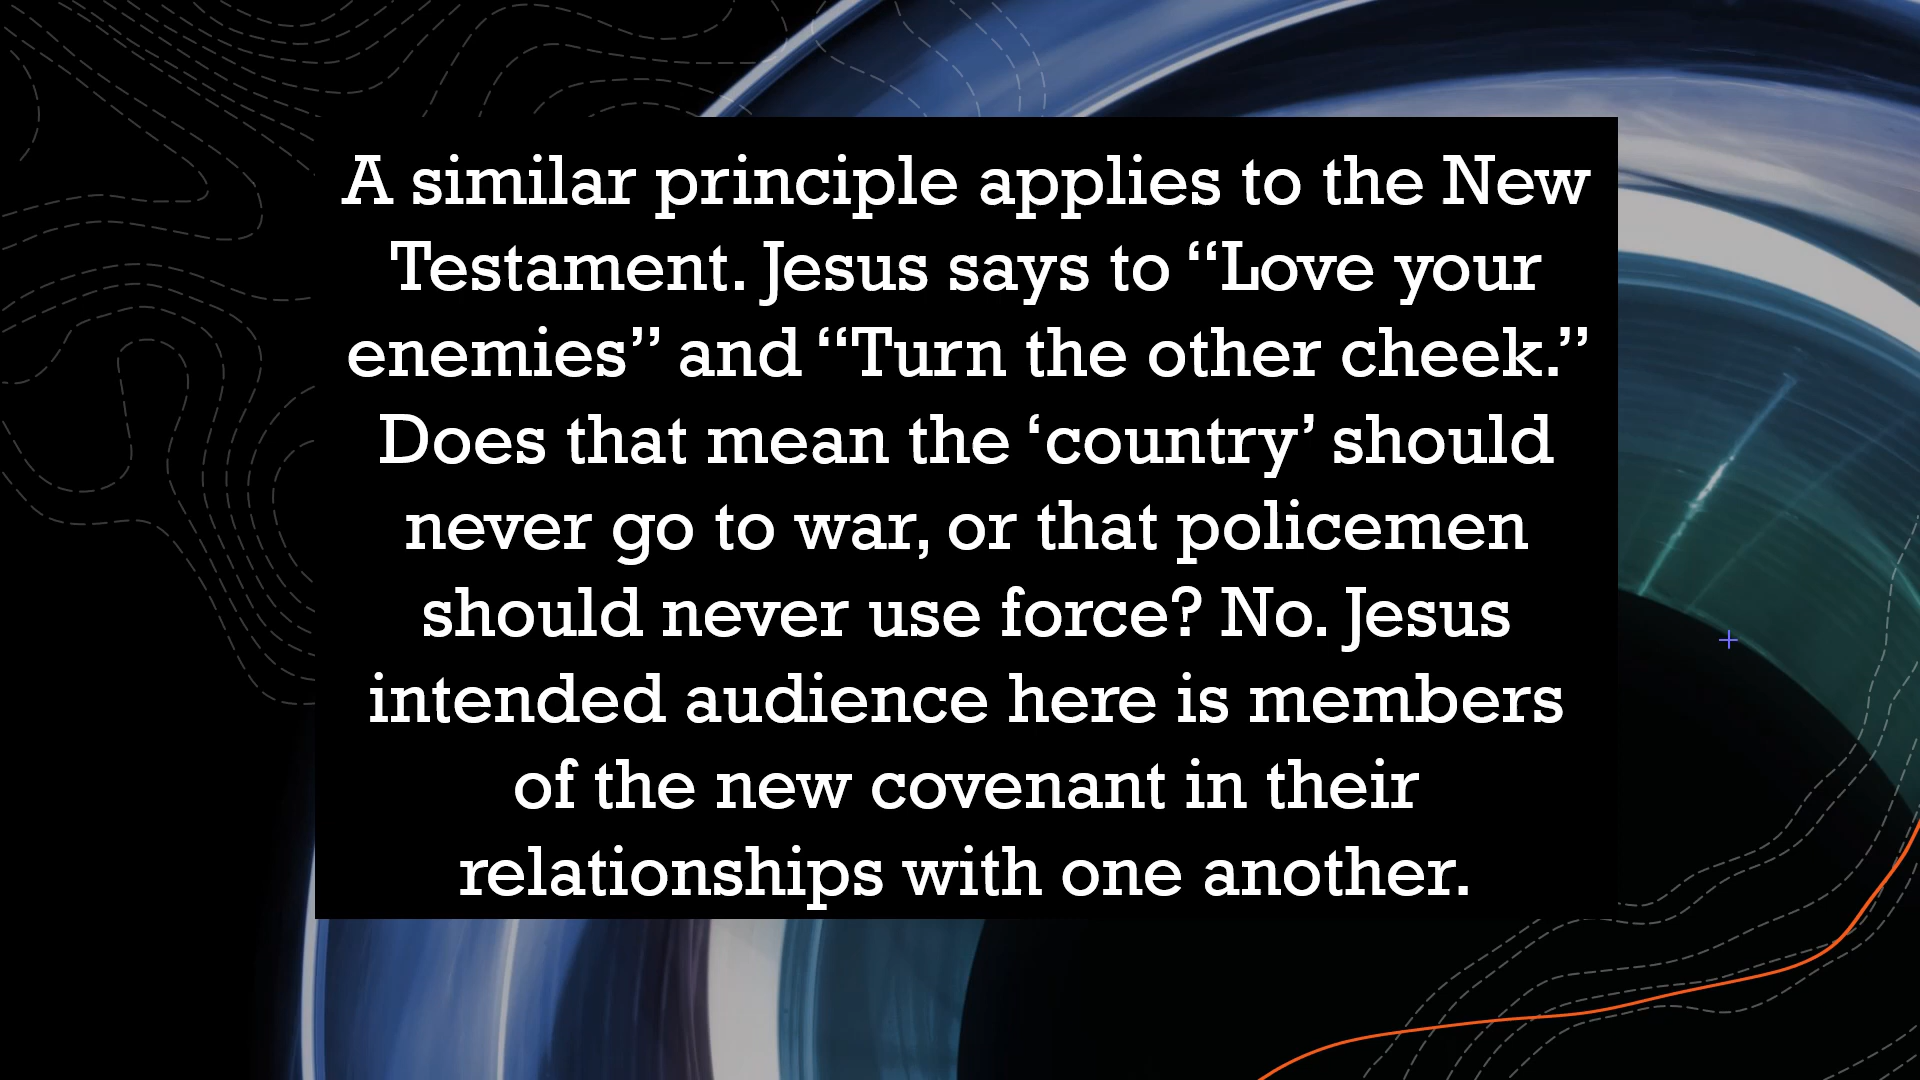 A similar principle applies to the New
Testament. Jesus says to “Love your
enemies” and “Turn the other cheek.”
Does that mean the ‘country’ should
never go to war, or that policemen
should never use force? No. Jesus
intended audience here is members
of the new covenant in their
relationships with one another.